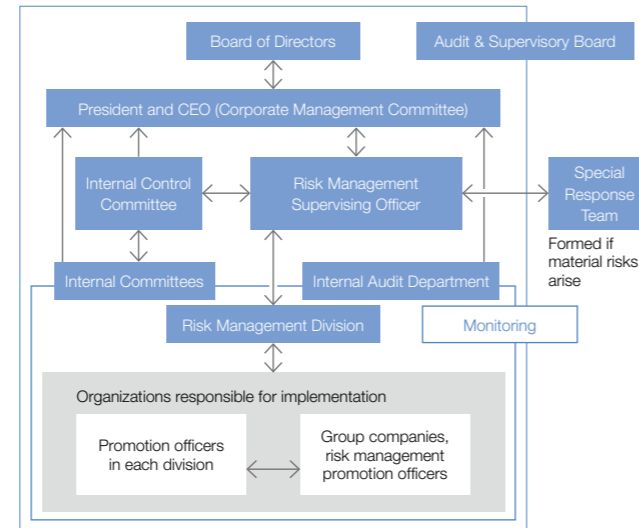 Board of Directors
Audit & Supervisory Board
President and CEO (Corporate Management Committee)
Internal Control
Committee
Risk Management
Supervising Officer
Special
Response
Team
Formed if
material risks
arise
Internal Committees
Internal Audit Department
Risk Management Division
Monitoring
Organizations responsible for implementation
Promotion officers
in each division
Group companies,
risk management
promotion officers